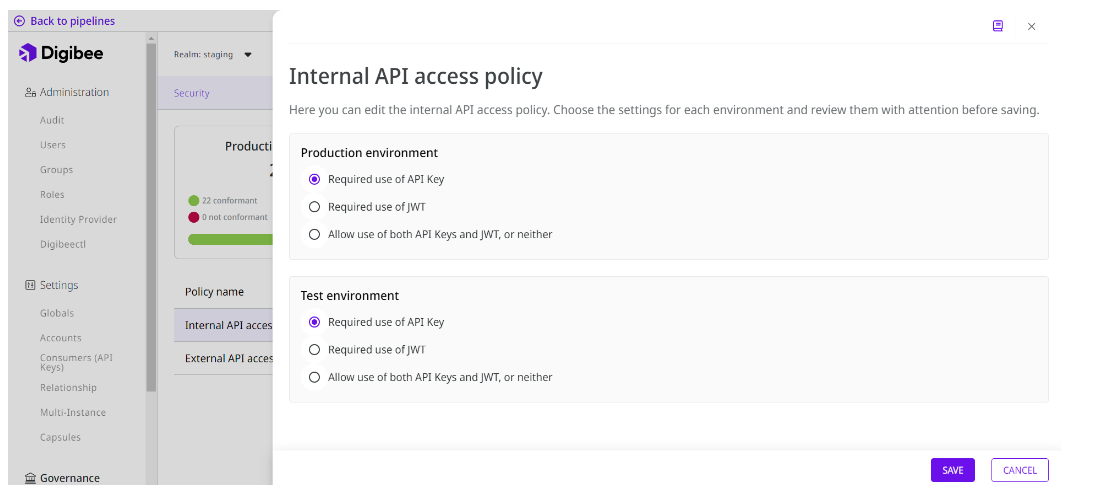 Back to pipelines
Digibee
Administration
Audit
Users
Groups
Roles
Identity Provider
Digibeectl
Settings
Globals
Accounts
Consumers (API
Keys)
Relationship
Multi-Instance
Capsules
Governance
Realm: staging
Security
Producti
22 conformant
0 not conformant
Policy name
Internal API acces
External API acces
Internal API access policy
Here you can edit the internal API access policy. Choose the settings for each environment and review them with attention before saving.
Production environment
Required use of API Key
Required use of JWT
Allow use of both API Keys and JWT, or neither
Test environment
Required use of API Key
Required use of JWT
Allow use of both API Keys and JWT, or neither
SAVE
CANCEL